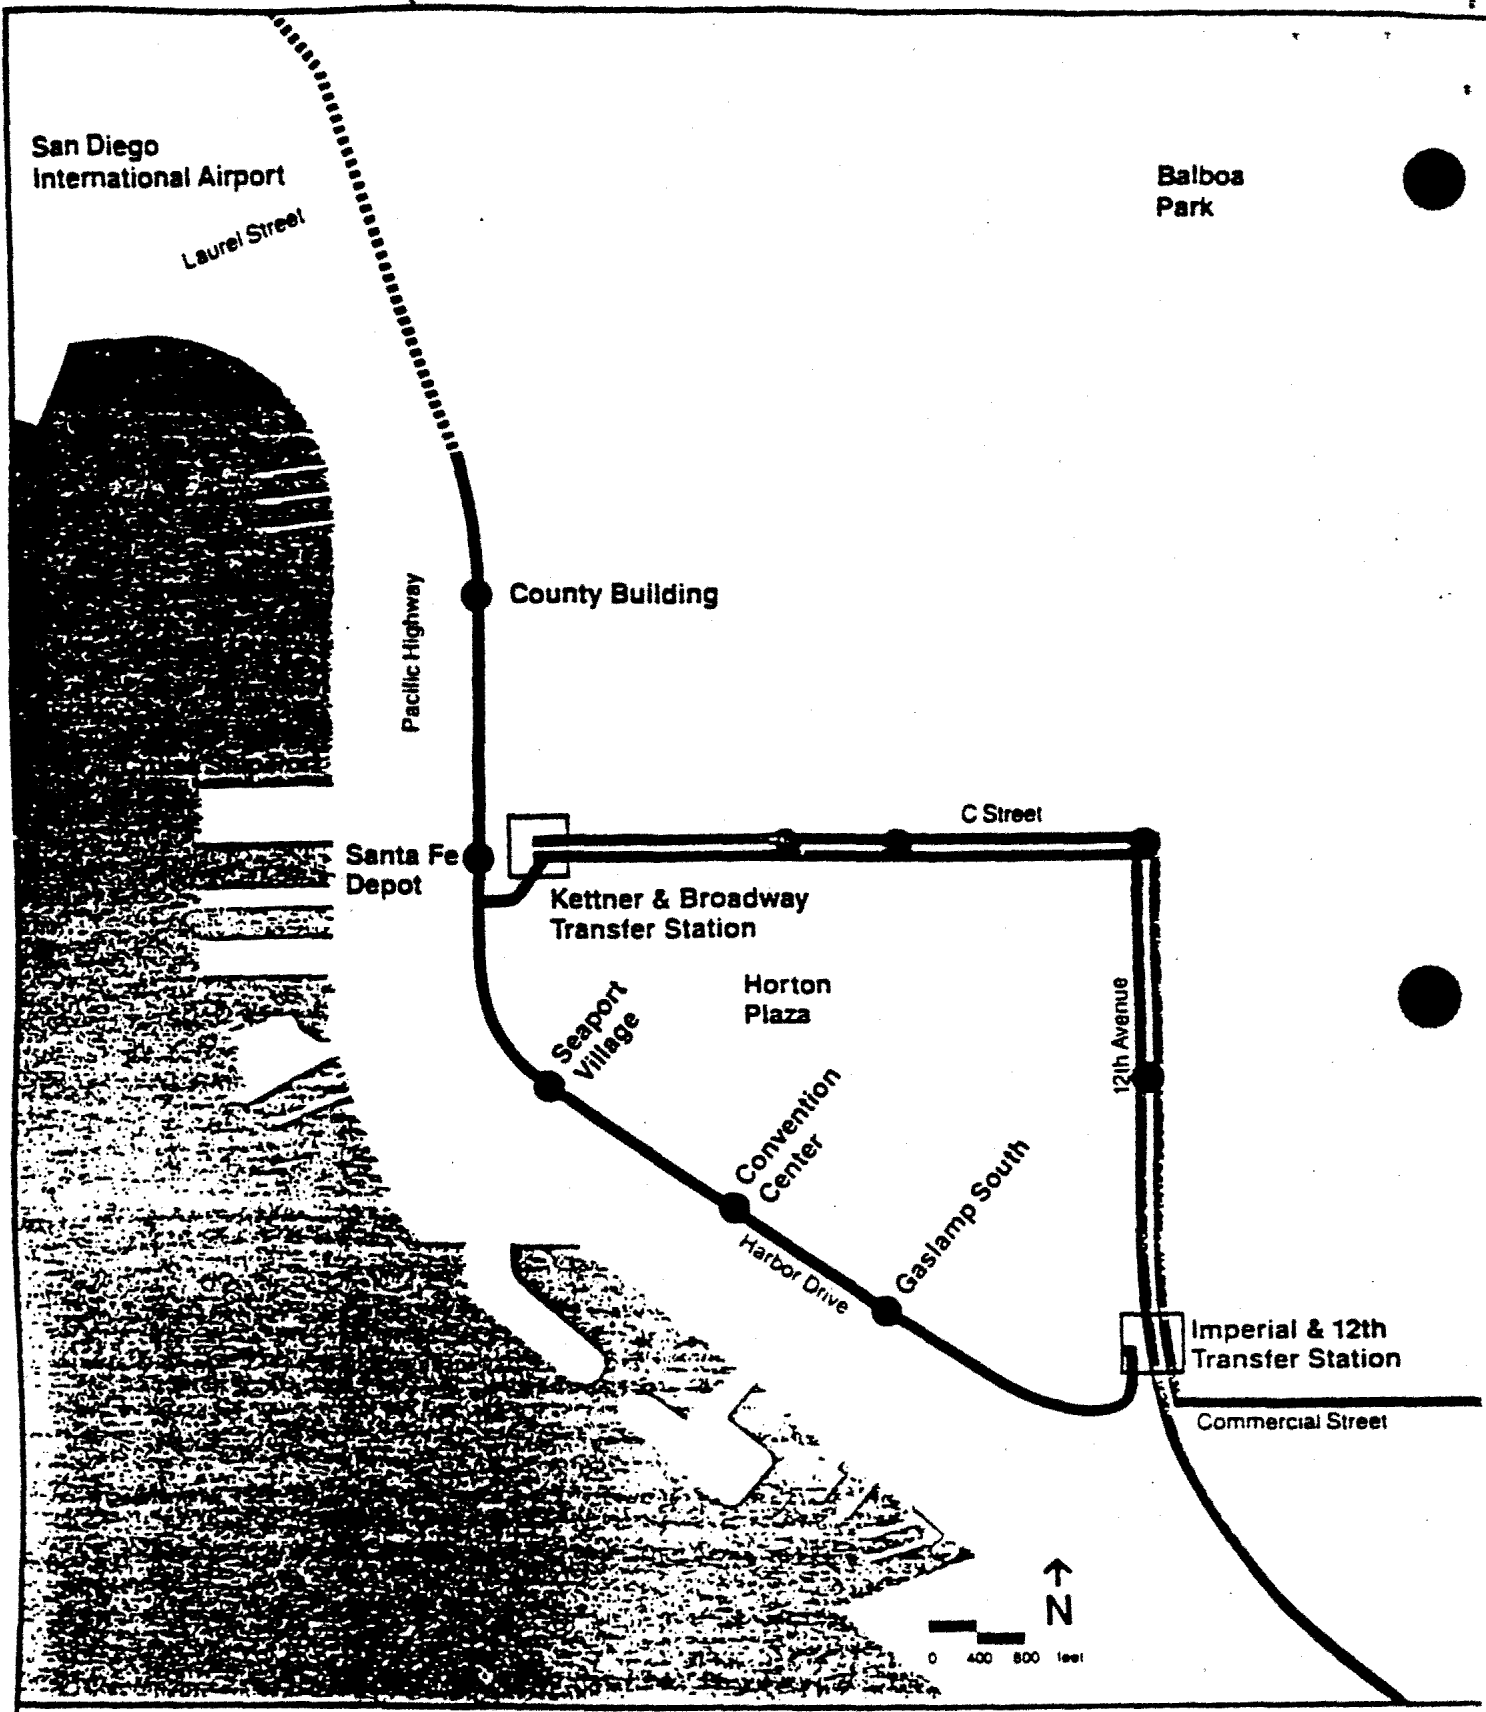 San Diego
International Airport
Laurel Street
Balboa
Park
County Building
Pacific Highway
C Street
Santa Fe
Depot
Kettner & Broadway
Transfer Station
Horton
Plaza
Seaport
Village
12th Avenue
Convention
Center
Gaslamp South
Harbor Drive
Imperial & 12th
Transfer Station
Commercial Street
N
0 400 800 feet